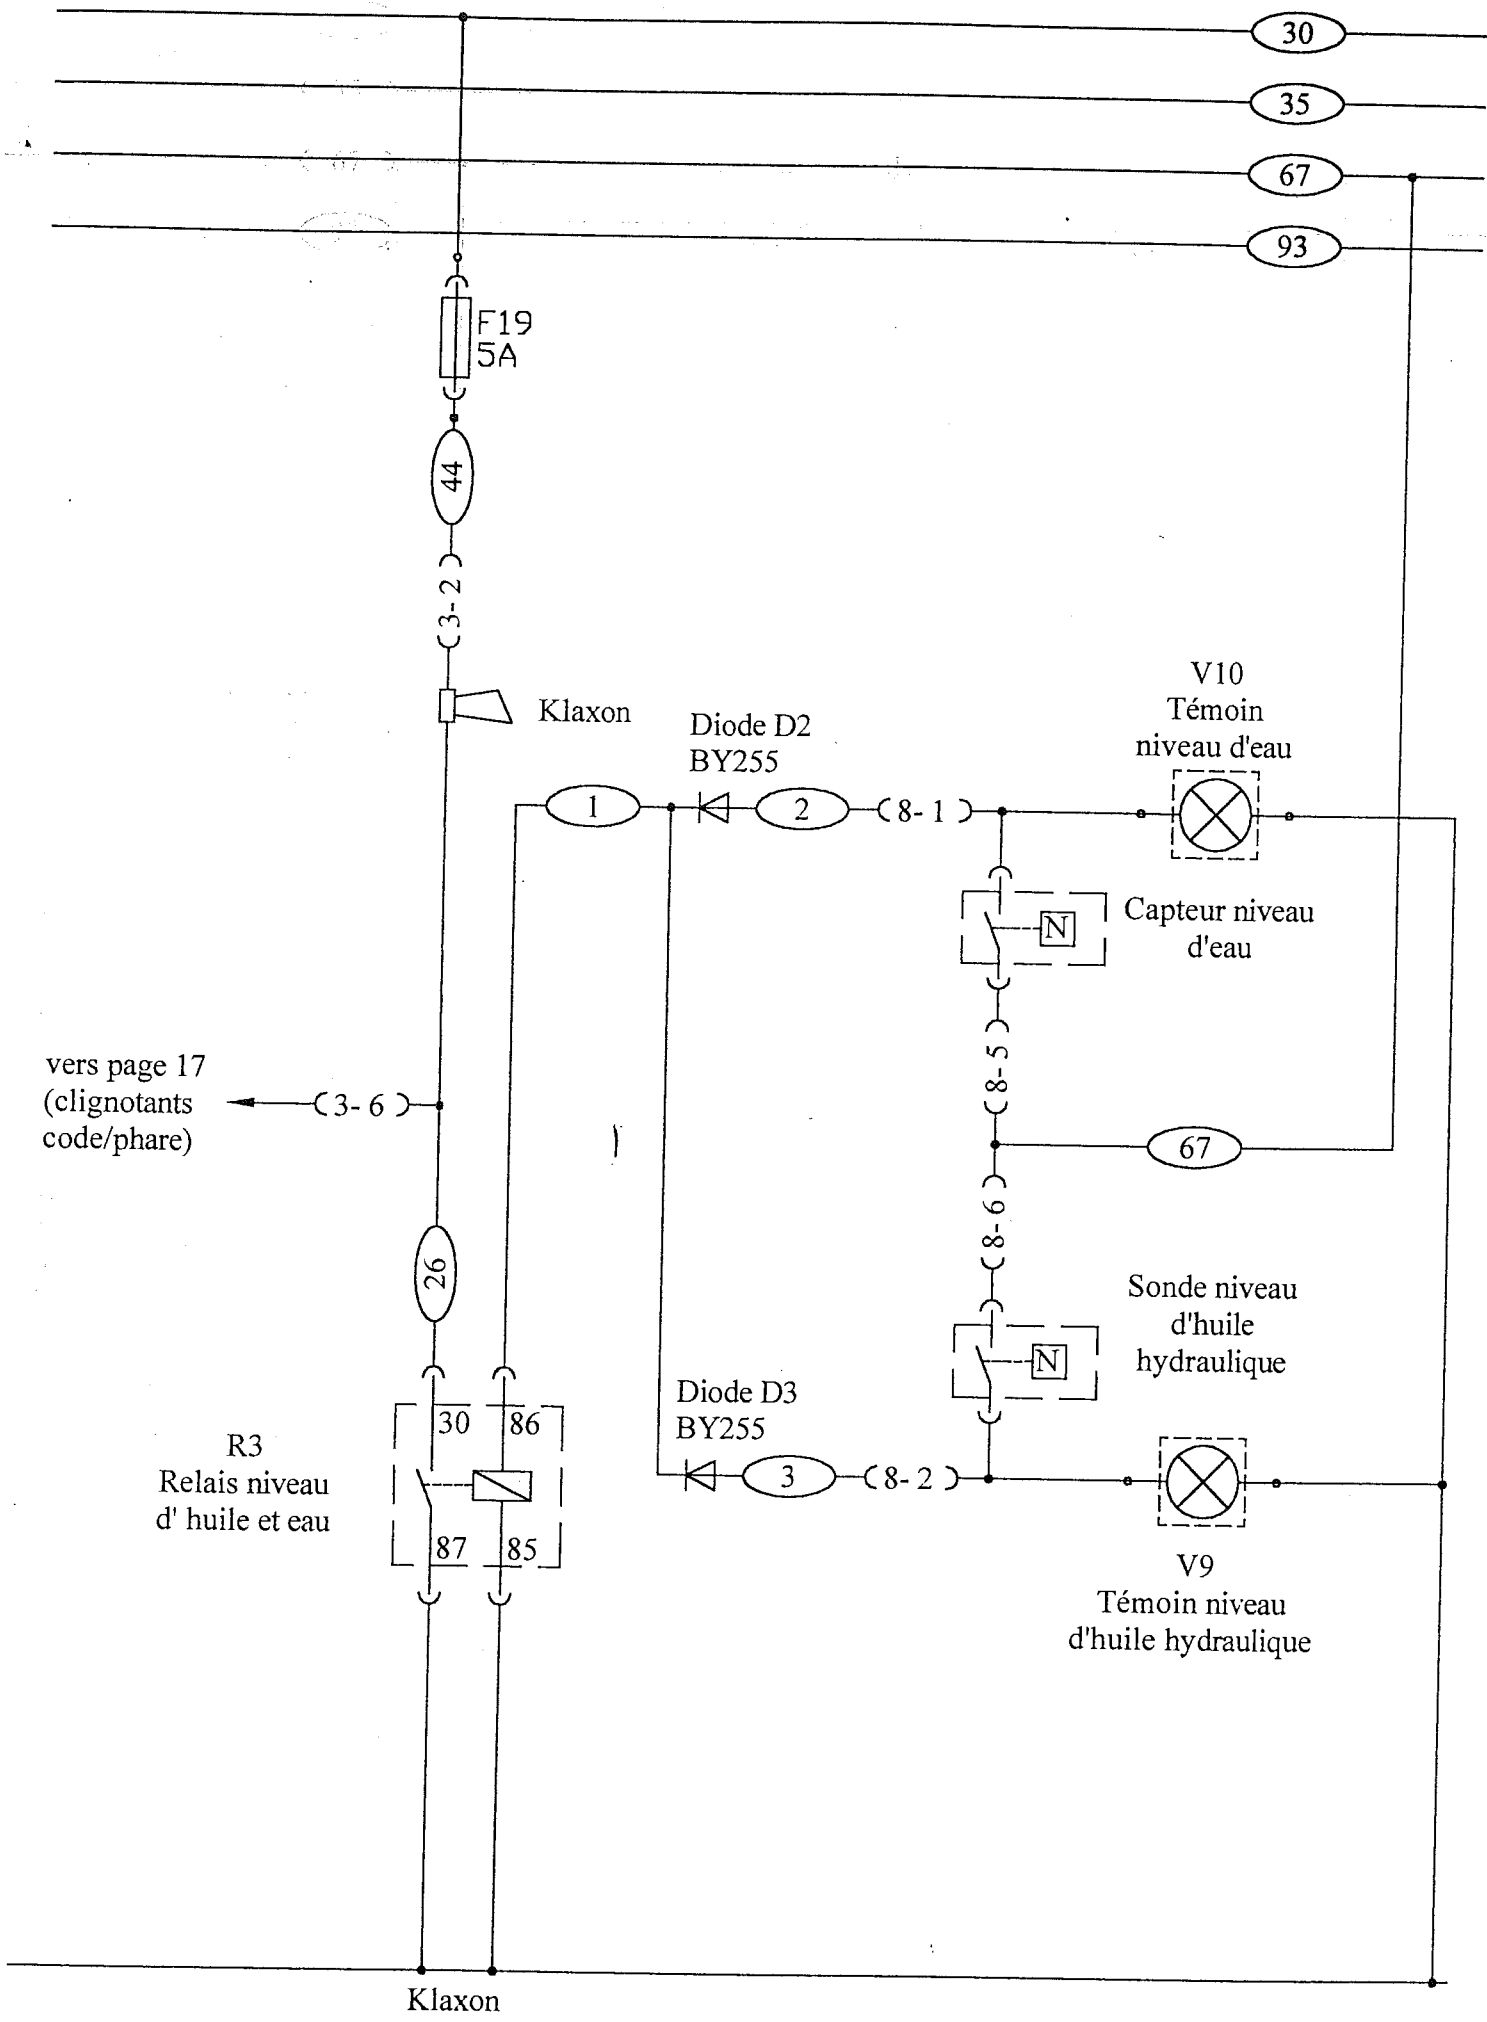 30
35
67
93
F19
5A
44
3- 2
Klaxon
Diode D2
BY255
V10
Témoin
niveau d'eau
1
2
8- 1
N
Capteur niveau
d'eau
8- 5
vers page 17
(clignotants
code/phare)
3- 6
67
8- 6
26
Sonde niveau
d'huile
hydraulique
N
Diode D3
BY255
30
86
R3
Relais niveau
d' huile et eau
3
8- 2
87
85
V9
Témoin niveau
d'huile hydraulique
Klaxon